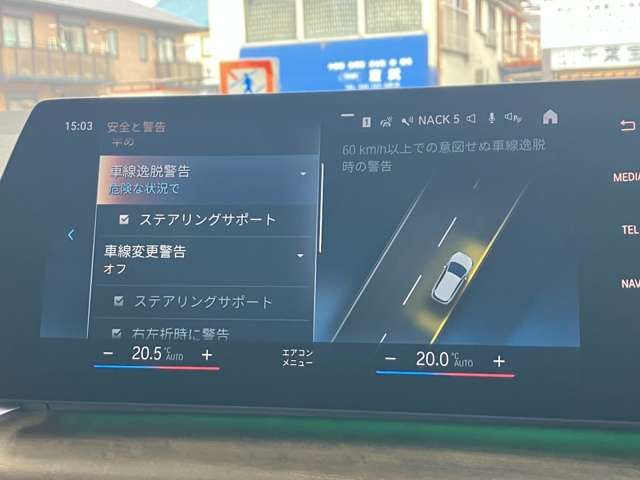 15:03
安全と警告
NACK 5
早め
車線逸脱警告
危険な状況で
ステアリングサポート
車線変更警告
オフ
ステアリングサポート
右左折時に警告
60 km/h以上での意図せぬ車線逸脱
時の警告
MEDIA
TEL
NAV
20.5 °C AUTO
エアコン
メニュー
20.0 °C AUTO